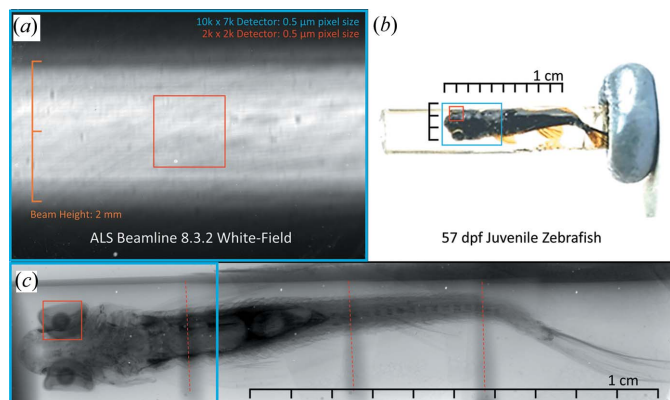 (a)
10k x 7k Detector: 0.5 µm pixel size
2k x 2k Detector: 0.5 µm pixel size
Beam Height: 2 mm
ALS Beamline 8.3.2 White-Field
(b)
1 cm
57 dpf Juvenile Zebrafish
(c)
1 cm